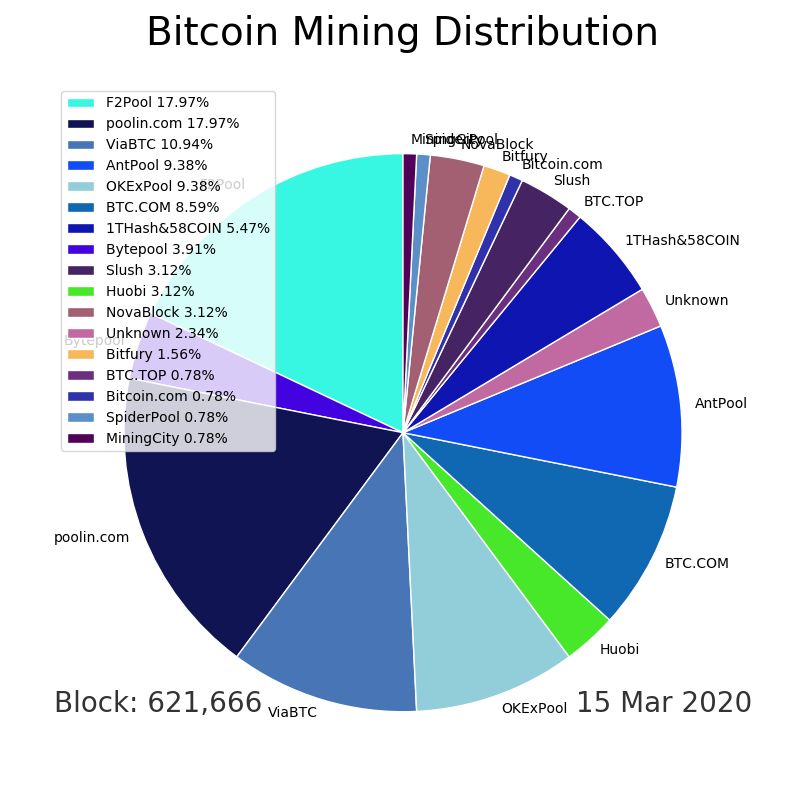 Bitcoin Mining Distribution
F2Pool 17.97%
poolin.com 17.97%
ViaBTC 10.94%
AntPool 9.38%
OKExPool 9.38%
BTC.COM 8.59%
1THash&58COIN 5.47%
Bytepool 3.91%
Slush 3.12%
Huobi 3.12%
NovaBlock 3.12%
Unknown 2.34%
Bitfury 1.56%
BTC.TOP 0.78%
Bitcoin.com 0.78%
SpiderPool 0.78%
MiningCity 0.78%
MiningCity
SpiderPool
NovaBlock
Bitfury
Bitcoin.com
Slush
BTC.TOP
1THash&58COIN
Unknown
AntPool
BTC.COM
Huobi
OKExPool
ViaBTC
poolin.com
Bytepool
F2Pool
Block: 621,666
15 Mar 2020